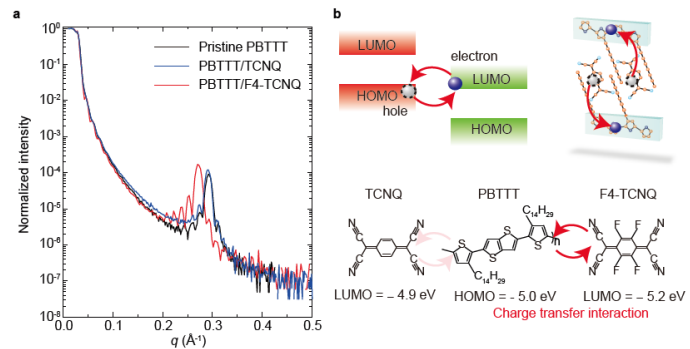 a
Normalized intensity
10⁰
10⁻¹
10⁻²
10⁻³
10⁻⁴
10⁻⁵
10⁻⁶
10⁻⁷
10⁻⁸
Pristine PBTTT
PBTTT/TCNQ
PBTTT/F4-TCNQ
0.0 0.1 0.2 0.3 0.4 0.5
q (Å⁻¹)
b
LUMO
electron
LUMO
HOMO
hole
HOMO
TCNQ
PBTTT
F4-TCNQ
N N
N N
C₁₄H₂₉
S S
S S
n
C₁₄H₂₉
N N
F F
F F
N N
LUMO = – 4.9 eV
HOMO = - 5.0 eV
LUMO = – 5.2 eV
Charge transfer interaction